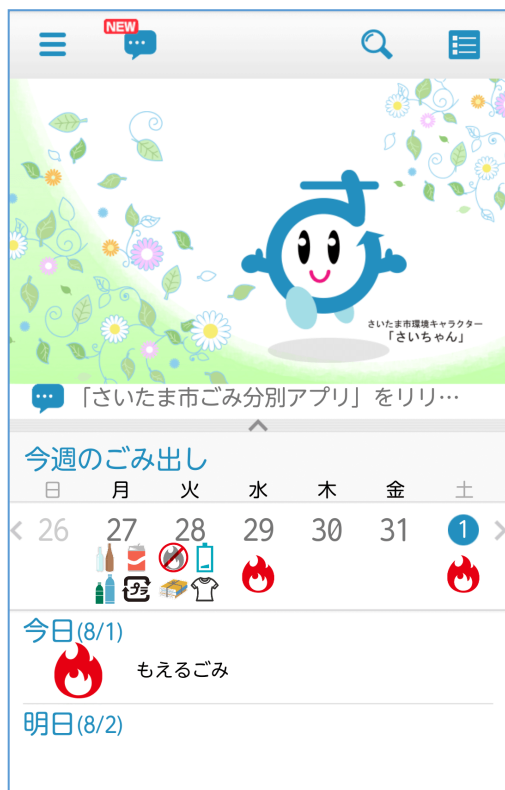 NEW
さいたま市環境キャラクター
「さいちゃん」
「さいたま市ごみ分別アプリ」をリリ…
今週のごみ出し
日 月 火 水 木 金 土
26 27 28 29 30 31 1
プラ
今日(8/1)
もえるごみ
明日(8/2)